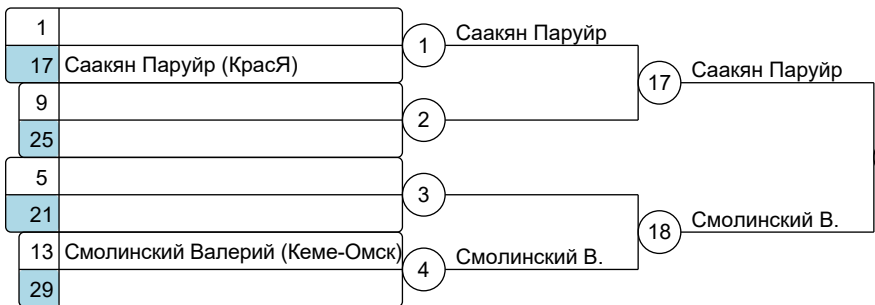 1
17 Саакян Паруйр (КрасЯ)
1 Саакян Паруйр
17 Саакян Паруйр
9
25
2
5
21
3
18 Смолинский В.
13 Смолинский Валерий (Кеме-Омск)
29
4 Смолинский В.